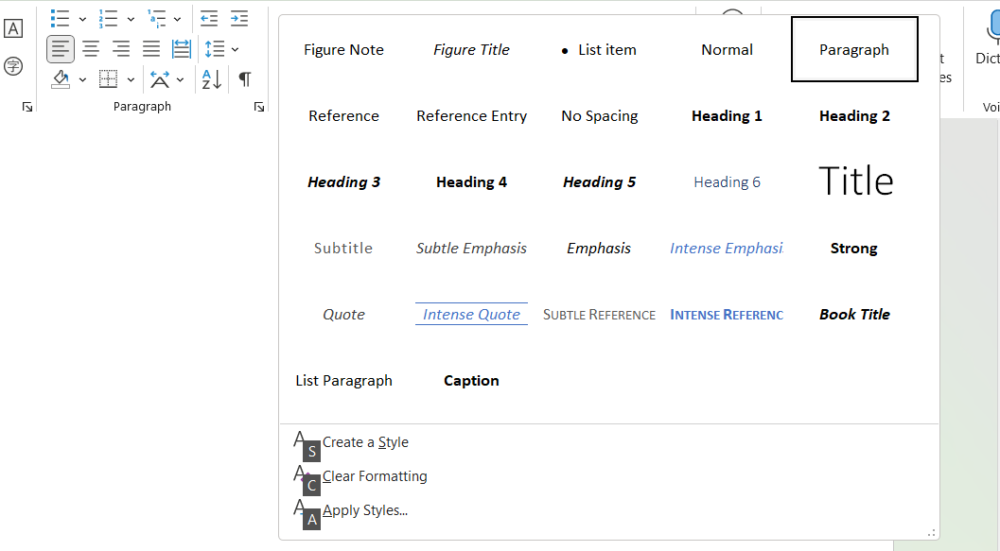 A
字
Paragraph
Figure Note
Figure Title
• List item
Normal
Paragraph
Reference
Reference Entry
No Spacing
Heading 1
Heading 2
Heading 3
Heading 4
Heading 5
Heading 6
Title
Subtitle
Subtle Emphasis
Emphasis
Intense Emphasi
Strong
Quote
Intense Quote
SUBTLE REFERENCE
INTENSE REFERENC
Book Title
List Paragraph
Caption
S Create a Style
C Clear Formatting
A Apply Styles...
t
es
Dict
Voi